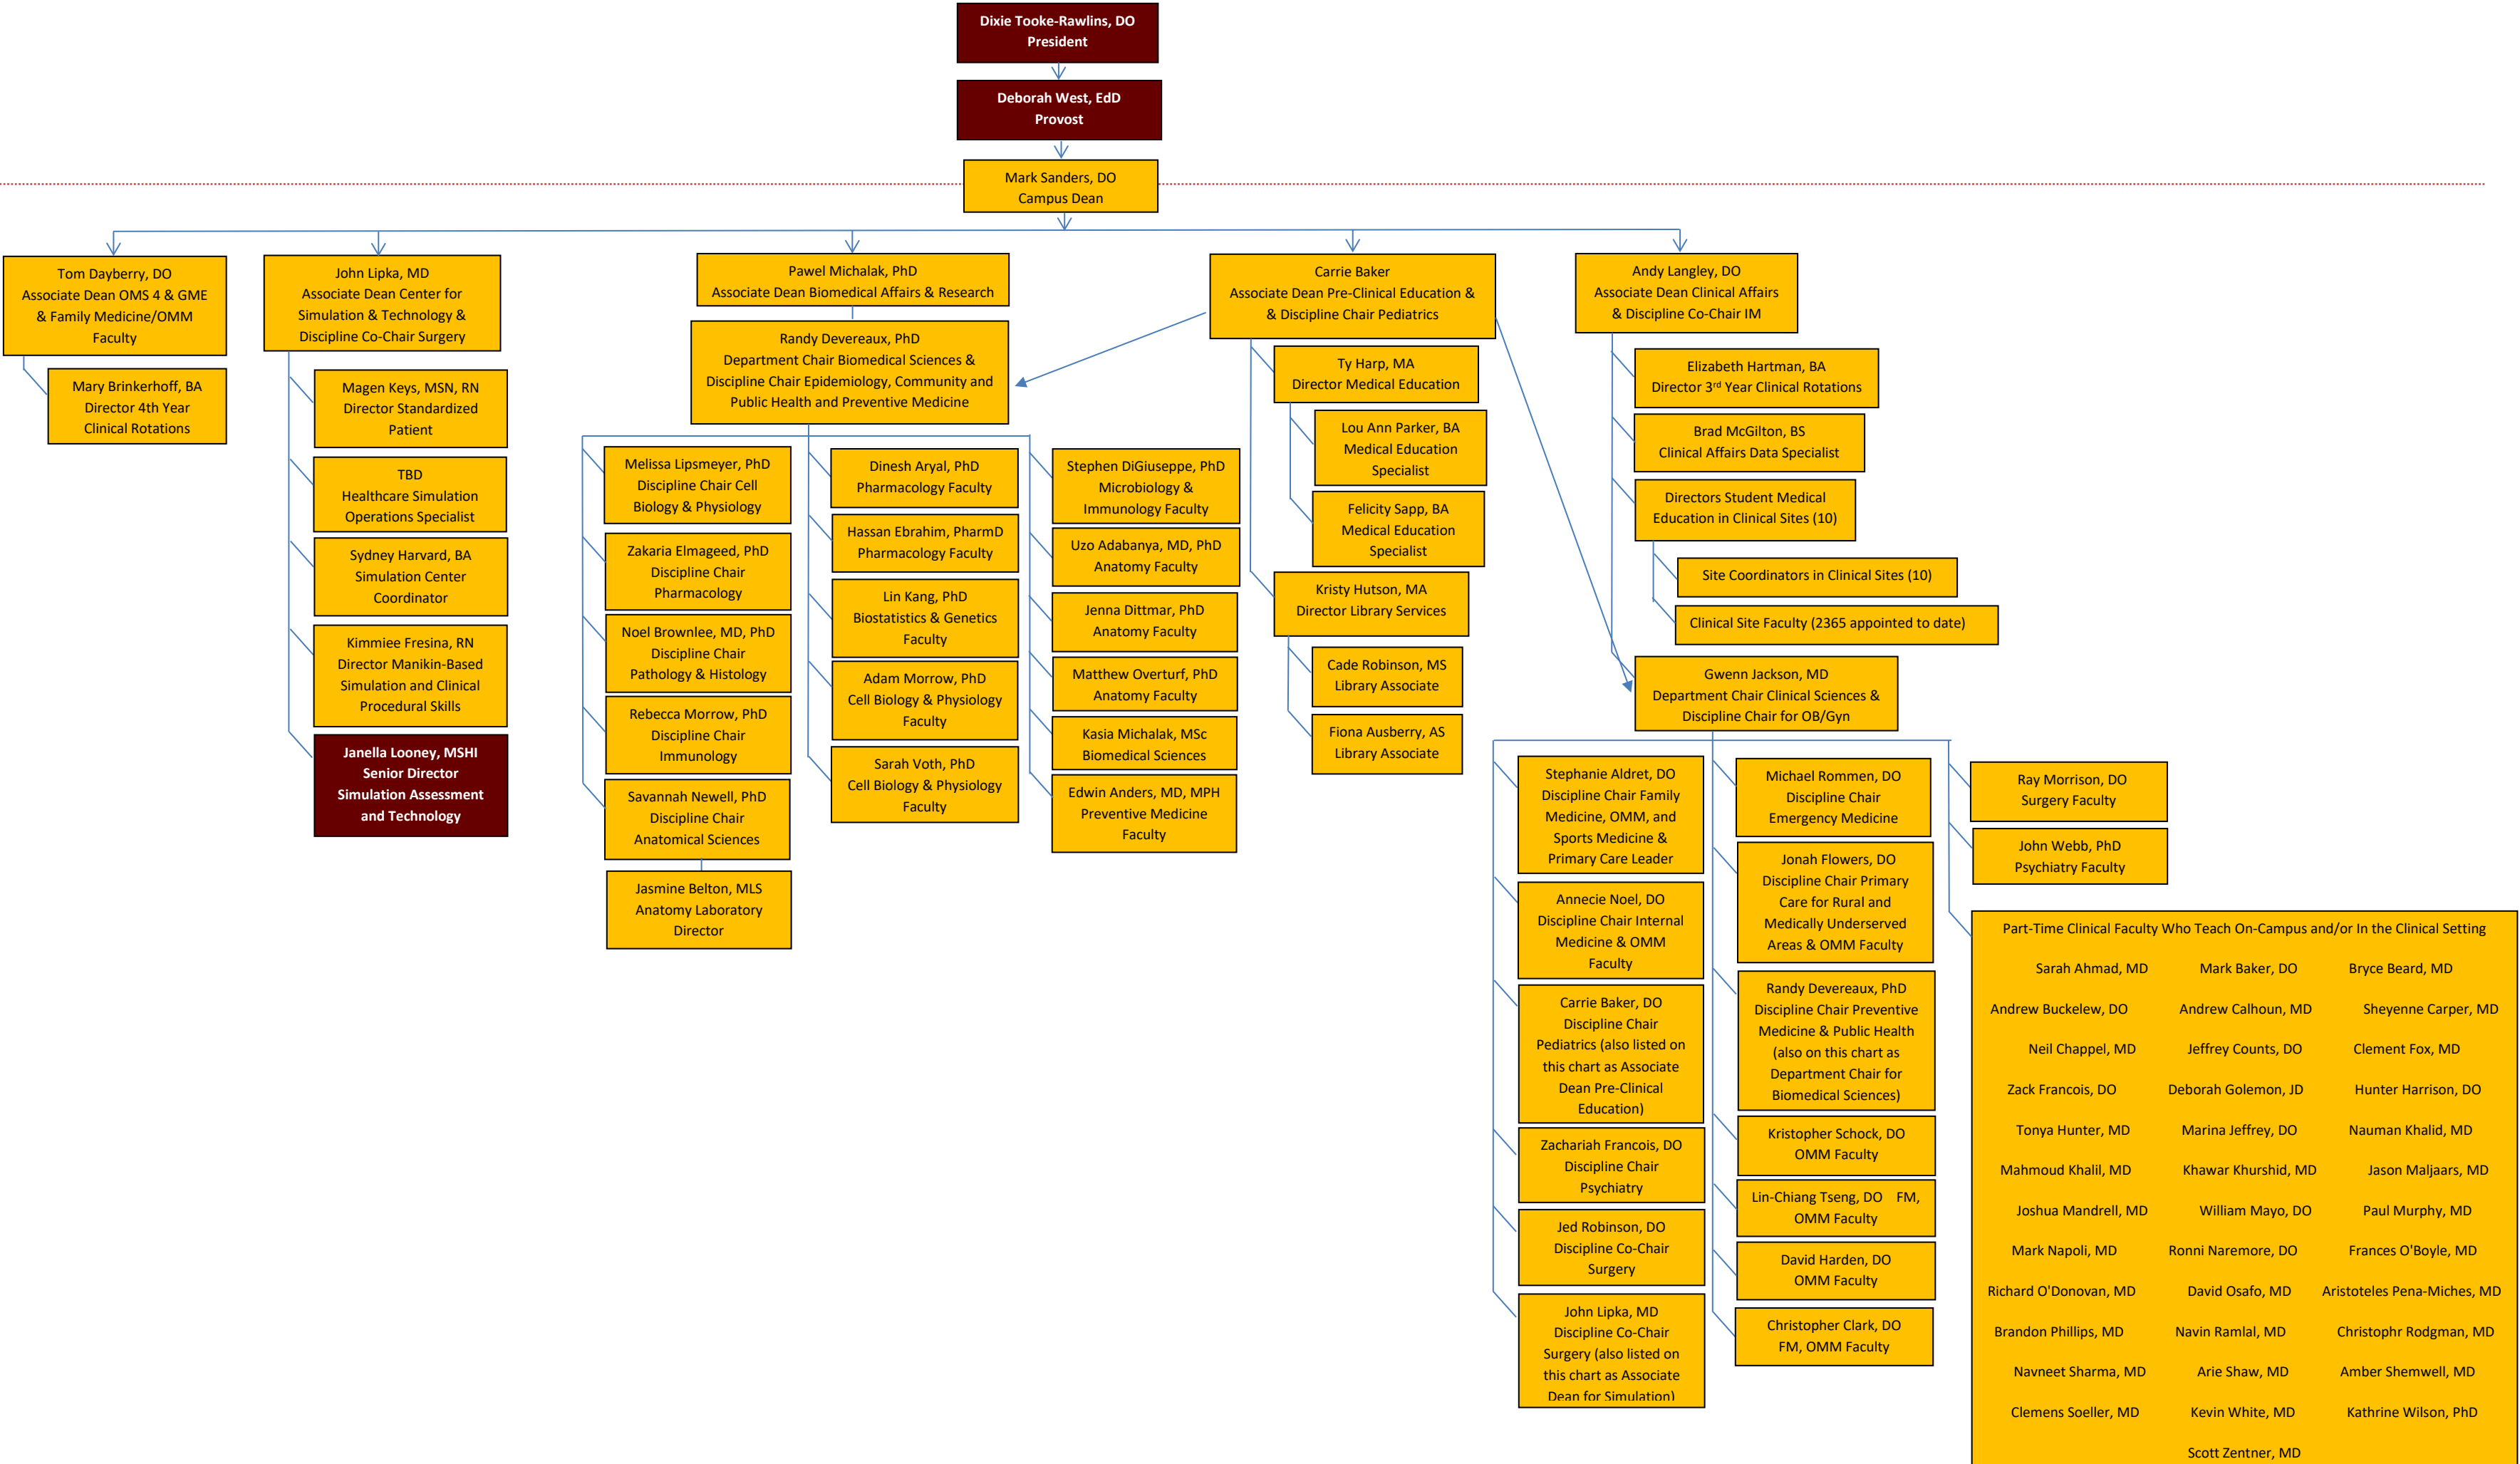 Dixie Tooke-Rawlins, DO
President
Deborah West, EdD
Provost
Mark Sanders, DO
Campus Dean
Tom Dayberry, DO
Associate Dean OMS 4 & GME
& Family Medicine/OMM
Faculty
Mary Brinkerhoff, BA
Director 4th Year
Clinical Rotations
John Lipka, MD
Associate Dean Center for
Simulation & Technology &
Discipline Co-Chair Surgery
Magen Keys, MSN, RN
Director Standardized
Patient
TBD
Healthcare Simulation
Operations Specialist
Sydney Harvard, BA
Simulation Center
Coordinator
Kimmiee Fresina, RN
Director Manikin-Based
Simulation and Clinical
Procedural Skills
Janella Looney, MSHI
Senior Director
Simulation Assessment
and Technology
Pawel Michalak, PhD
Associate Dean Biomedical Affairs & Research
Randy Devereaux, PhD
Department Chair Biomedical Sciences &
Discipline Chair Epidemiology, Community and
Public Health and Preventive Medicine
Melissa Lipsmeyer, PhD
Discipline Chair Cell
Biology & Physiology
Zakaria Elmageed, PhD
Discipline Chair
Pharmacology
Noel Brownlee, MD, PhD
Discipline Chair
Pathology & Histology
Rebecca Morrow, PhD
Discipline Chair
Immunology
Savannah Newell, PhD
Discipline Chair
Anatomical Sciences
Jasmine Belton, MLS
Anatomy Laboratory
Director
Dinesh Aryal, PhD
Pharmacology Faculty
Hassan Ebrahim, PharmD
Pharmacology Faculty
Lin Kang, PhD
Biostatistics & Genetics
Faculty
Adam Morrow, PhD
Cell Biology & Physiology
Faculty
Sarah Voth, PhD
Cell Biology & Physiology
Faculty
Stephen DiGiuseppe, PhD
Microbiology &
Immunology Faculty
Uzo Adabanya, MD, PhD
Anatomy Faculty
Jenna Dittmar, PhD
Anatomy Faculty
Matthew Overturf, PhD
Anatomy Faculty
Kasia Michalak, MSc
Biomedical Sciences
Edwin Anders, MD, MPH
Preventive Medicine
Faculty
Carrie Baker
Associate Dean Pre-Clinical Education &
& Discipline Chair Pediatrics
Ty Harp, MA
Director Medical Education
Lou Ann Parker, BA
Medical Education
Specialist
Felicity Sapp, BA
Medical Education
Specialist
Kristy Hutson, MA
Director Library Services
Cade Robinson, MS
Library Associate
Fiona Ausberry, AS
Library Associate
Andy Langley, DO
Associate Dean Clinical Affairs
& Discipline Co-Chair IM
Elizabeth Hartman, BA
Director 3rd Year Clinical Rotations
Brad McGilton, BS
Clinical Affairs Data Specialist
Directors Student Medical
Education in Clinical Sites (10)
Site Coordinators in Clinical Sites (10)
Clinical Site Faculty (2365 appointed to date)
Gwenn Jackson, MD
Department Chair Clinical Sciences &
Discipline Chair for OB/Gyn
Stephanie Aldret, DO
Discipline Chair Family
Medicine, OMM, and
Sports Medicine &
Primary Care Leader
Annecie Noel, DO
Discipline Chair Internal
Medicine & OMM
Faculty
Carrie Baker, DO
Discipline Chair
Pediatrics (also listed on
this chart as Associate
Dean Pre-Clinical
Education)
Zachariah Francois, DO
Discipline Chair
Psychiatry
Jed Robinson, DO
Discipline Co-Chair
Surgery
John Lipka, MD
Discipline Co-Chair
Surgery (also listed on
this chart as Associate
Dean for Simulation)
Michael Rommen, DO
Discipline Chair
Emergency Medicine
Jonah Flowers, DO
Discipline Chair Primary
Care for Rural and
Medically Underserved
Areas & OMM Faculty
Randy Devereaux, PhD
Discipline Chair Preventive
Medicine & Public Health
(also on this chart as
Department Chair for
Biomedical Sciences)
Kristopher Schock, DO
OMM Faculty
Lin-Chiang Tseng, DO FM,
OMM Faculty
David Harden, DO
OMM Faculty
Christopher Clark, DO
FM, OMM Faculty
Ray Morrison, DO
Surgery Faculty
John Webb, PhD
Psychiatry Faculty
Part-Time Clinical Faculty Who Teach On-Campus and/or In the Clinical Setting
Sarah Ahmad, MD Mark Baker, DO Bryce Beard, MD
Andrew Buckelew, DO Andrew Calhoun, MD Sheyenne Carper, MD
Neil Chappel, MD Jeffrey Counts, DO Clement Fox, MD
Zack Francois, DO Deborah Golemon, JD Hunter Harrison, DO
Tonya Hunter, MD Marina Jeffrey, DO Nauman Khalid, MD
Mahmoud Khalil, MD Khawar Khurshid, MD Jason Maljaars, MD
Joshua Mandrell, MD William Mayo, DO Paul Murphy, MD
Mark Napoli, MD Ronni Naremore, DO Frances O'Boyle, MD
Richard O'Donovan, MD David Osafo, MD Aristoteles Pena-Miches, MD
Brandon Phillips, MD Navin Ramlal, MD Christophr Rodgman, MD
Navneet Sharma, MD Arie Shaw, MD Amber Shemwell, MD
Clemens Soeller, MD Kevin White, MD Kathrine Wilson, PhD
Scott Zentner, MD